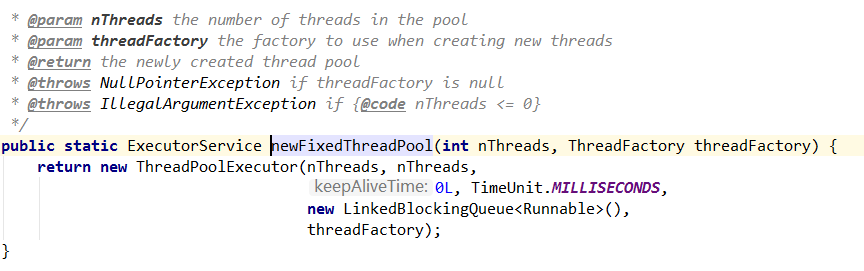 * @param nThreads the number of threads in the pool
* @param threadFactory the factory to use when creating new threads
* @return the newly created thread pool
* @throws NullPointerException if threadFactory is null
* @throws IllegalArgumentException if {@code nThreads <= 0}
*/
public static ExecutorService newFixedThreadPool(int nThreads, ThreadFactory threadFactory) {
return new ThreadPoolExecutor(nThreads, nThreads,
keepAliveTime: 0L, TimeUnit.MILLISECONDS,
new LinkedBlockingQueue<Runnable>(),
threadFactory);
}